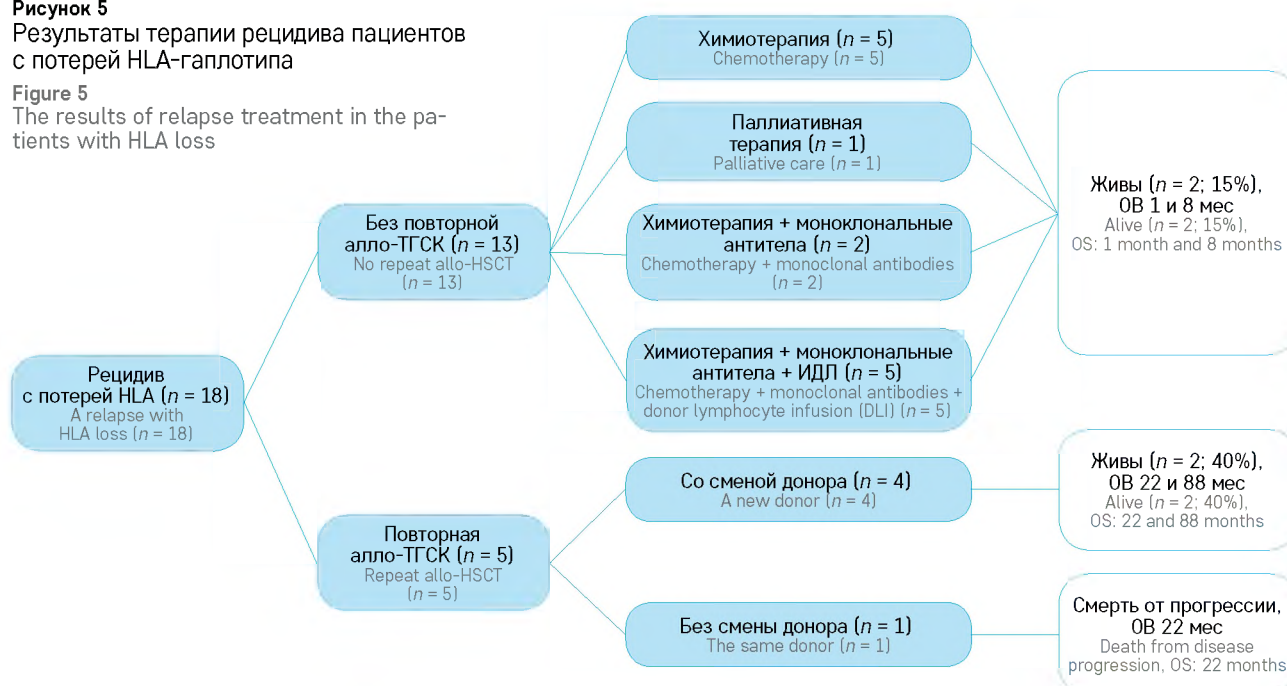 Рисунок 5
Результаты терапии рецидива пациентов
с потерей HLA-гаплотипа
Figure 5
The results of relapse treatment in the pa-
tients with HLA loss
Рецидив
с потерей HLA (n = 18)
A relapse with
HLA loss (n = 18)
Без повторной
алло-ТГСК (n = 13)
No repeat allo-HSCT
(n = 13)
Повторная
алло-ТГСК (n = 5)
Repeat allo-HSCT
(n = 5)
Химиотерапия (n = 5)
Chemotherapy (n = 5)
Паллиативная
терапия (n = 1)
Palliative care (n = 1)
Химиотерапия + моноклональные
антитела (n = 2)
Chemotherapy + monoclonal antibodies
(n = 2)
Химиотерапия + моноклональные
антитела + ИДЛ (n = 5)
Chemotherapy + monoclonal antibodies +
donor lymphocyte infusion (DLI) (n = 5)
Со сменой донора (n = 4)
A new donor (n = 4)
Без смены донора (n = 1)
The same donor (n = 1)
Живы (n = 2; 15%),
ОВ 1 и 8 мес
Alive (n = 2; 15%),
OS: 1 month and 8 months
Живы (n = 2; 40%),
ОВ 22 и 88 мес
Alive (n = 2; 40%),
OS: 22 and 88 months
Смерть от прогрессии,
ОВ 22 мес
Death from disease
progression, OS: 22 months